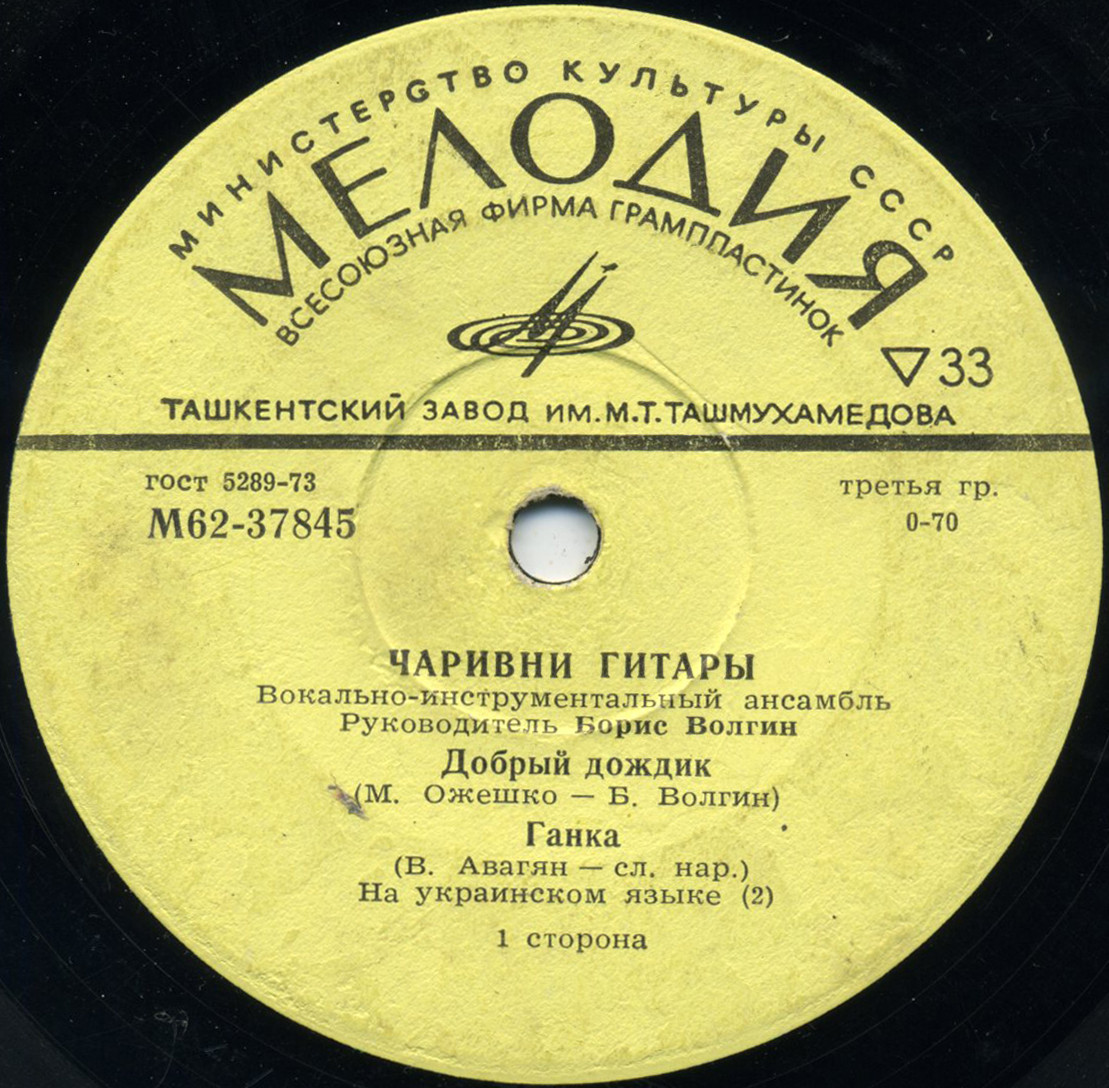 МИНИСТЕРСТВО КУЛЬТУРЫ СССР
МЕЛОДИЯ
ВСЕСОЮЗНАЯ ФИРМА ГРАМПЛАСТИНОК
▽33
ТАШКЕНТСКИЙ ЗАВОД ИМ. М.Т.ТАШМУХАМЕДОВА
гост 5289-73
третья гр.
М62-37845
0-70
ЧАРИВНИ ГИТАРЫ
Вокально-инструментальный ансамбль
Руководитель Борис Волгин
Добрый дождик
(М. Ожешко — Б. Волгин)
Ганка
(В. Авагян — сл. нар.)
На украинском языке (2)
1 сторона